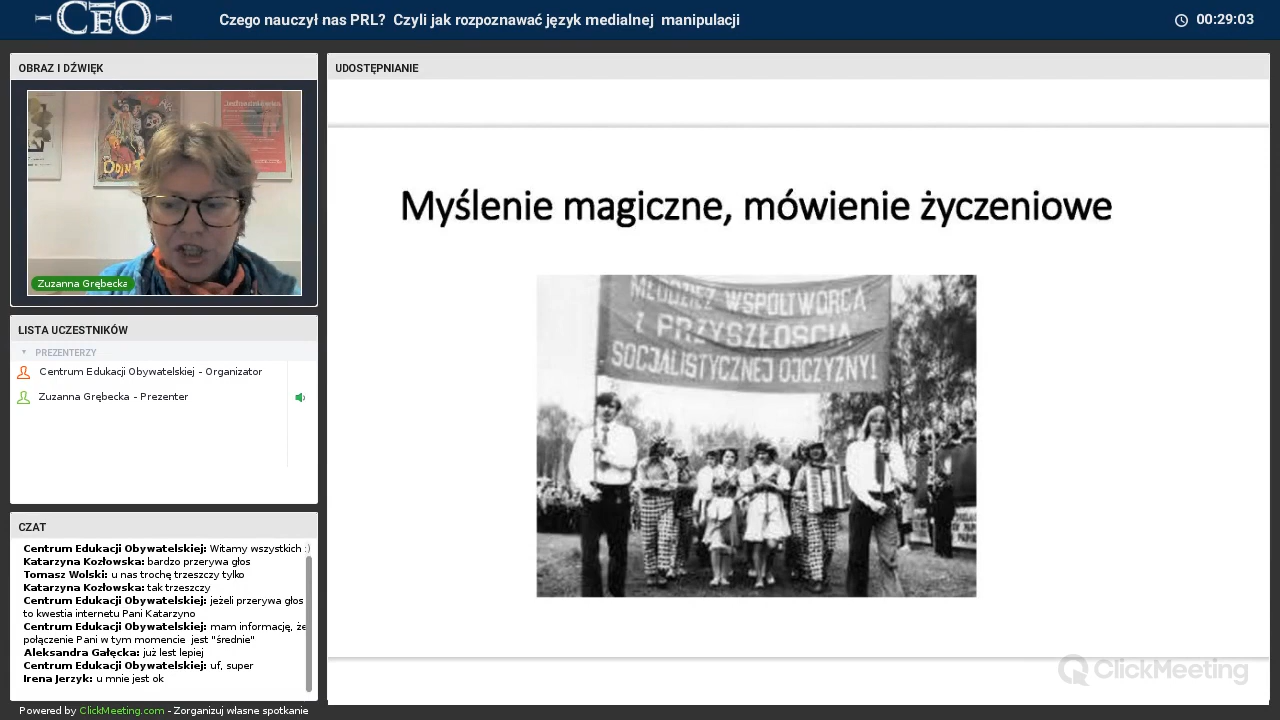 CEO
Czego nauczył nas PRL? Czyli jak rozpoznawać język medialnej manipulacji
00:29:03
OBRAZ I DŹWIĘK
Zuzanna Grębecka
LISTA UCZESTNIKÓW
PREZENTERZY
Centrum Edukacji Obywatelskiej - Organizator
Zuzanna Grębecka - Prezenter
CZAT
Centrum Edukacji Obywatelskiej: Witamy wszystkich :)
Katarzyna Kozłowska: bardzo przerywa głos
Tomasz Wolski: u nas trochę trzeszczy tylko
Katarzyna Kozłowska: tak trzeszczy
Centrum Edukacji Obywatelskiej: jeżeli przerywa głos
to kwestia internetu Pani Katarzyno
Centrum Edukacji Obywatelskiej: mam informację, że
połączenie Pani w tym momencie jest "średnie"
Aleksandra Gałęcka: już lest lepiej
Centrum Edukacji Obywatelskiej: uf, super
Irena Jerzyk: u mnie jest ok
Powered by ClickMeeting.com - Zorganizuj własne spotkanie
UDOSTĘPNIANIE
Myślenie magiczne, mówienie życzeniowe
MŁODZIEŻ WSPÓŁTWÓRCĄ
I PRZYSZŁOŚCIĄ
SOCJALISTYCZNEJ OJCZYZNY!
ClickMeeting